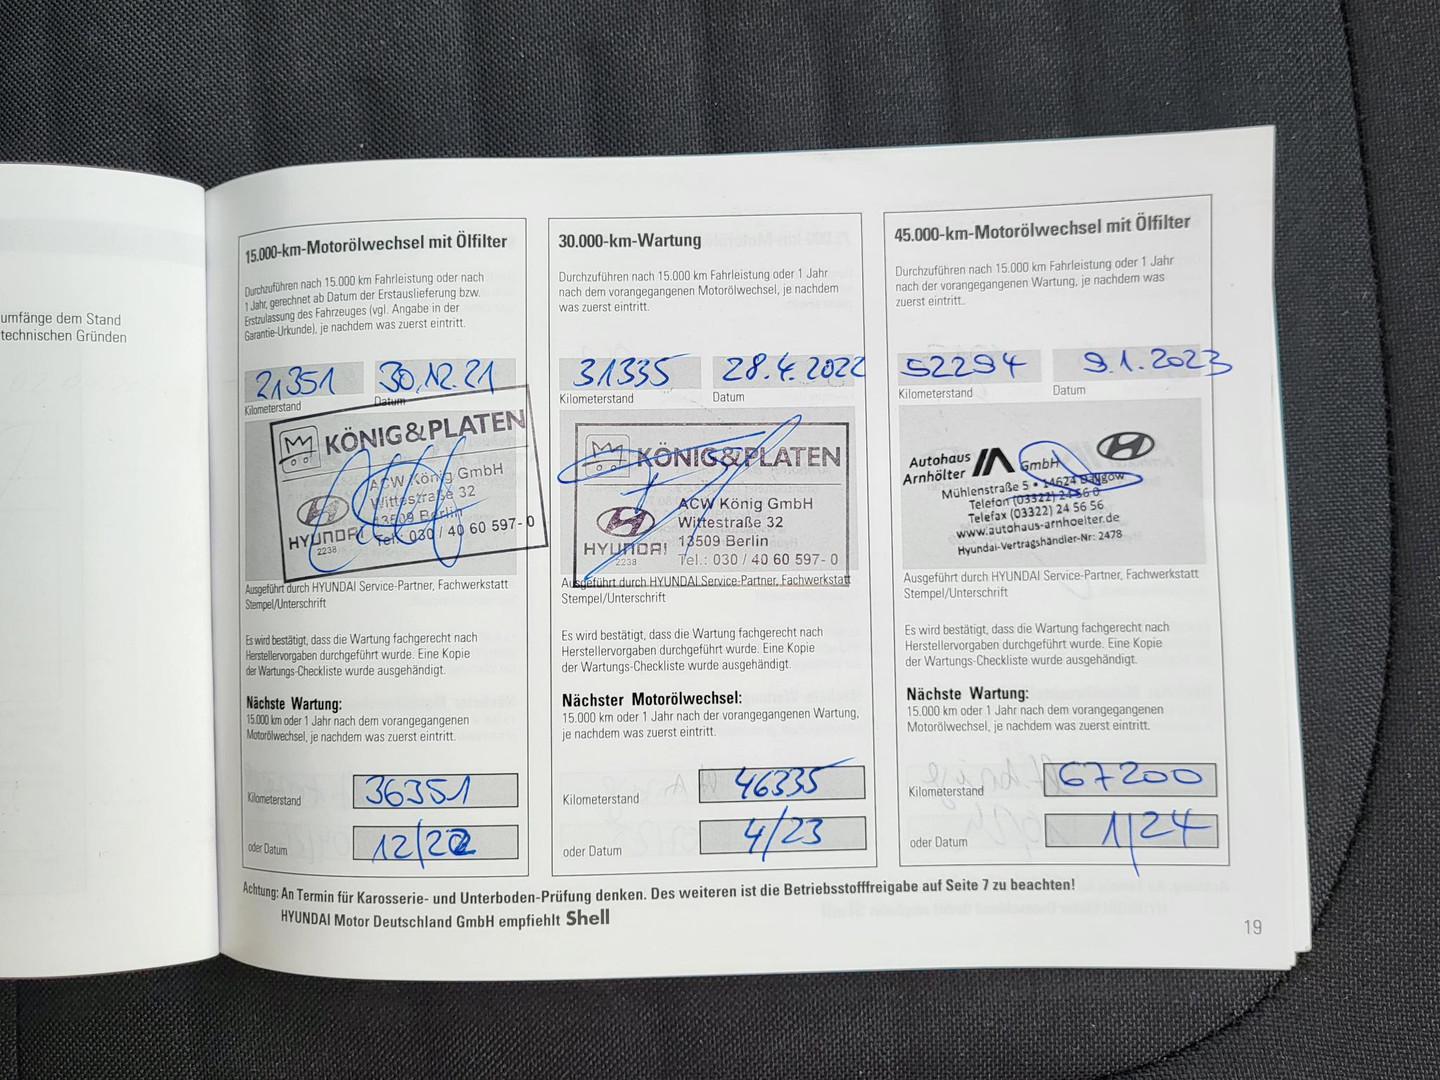 umfänge dem Stand
technischen Gründen
15.000-km-Motorölwechsel mit Ölfilter
Durchzuführen nach 15.000 km Fahrleistung oder nach
1 Jahr, gerechnet ab Datum der Erstauslieferung bzw.
Erstzulassung des Fahrzeuges (vgl. Angabe in der
Garantie-Urkunde), je nachdem was zuerst eintritt.
21351 30.12.21
Kilometerstand Datum
KÖNIG&PLATEN
ACW König GmbH
Wittestraße 32
13509 Berlin
HYUNDAI Tel.: 030 / 40 60 597- 0
2238
Ausgeführt durch HYUNDAI Service-Partner, Fachwerkstatt
Stempel/Unterschrift
Es wird bestätigt, dass die Wartung fachgerecht nach
Herstellervorgaben durchgeführt wurde. Eine Kopie
der Wartungs-Checkliste wurde ausgehändigt.
Nächste Wartung:
15.000 km oder 1 Jahr nach dem vorangegangenen
Motorölwechsel, je nachdem was zuerst eintritt.
Kilometerstand 36351
oder Datum 12/22
30.000-km-Wartung
Durchzuführen nach 15.000 km Fahrleistung oder 1 Jahr
nach dem vorangegangenen Motorölwechsel, je nachdem
was zuerst eintritt.
31335 28.4.2022
Kilometerstand Datum
KÖNIG&PLATEN
ACW König GmbH
Wittestraße 32
13509 Berlin
HYUNDAI Tel.: 030 / 40 60 597- 0
2238
Ausgeführt durch HYUNDAI Service-Partner, Fachwerkstatt
Stempel/Unterschrift
Es wird bestätigt, dass die Wartung fachgerecht nach
Herstellervorgaben durchgeführt wurde. Eine Kopie
der Wartungs-Checkliste wurde ausgehändigt.
Nächster Motorölwechsel:
15.000 km oder 1 Jahr nach der vorangegangenen Wartung,
je nachdem was zuerst eintritt.
Kilometerstand 46335
oder Datum 4/23
45.000-km-Motorölwechsel mit Ölfilter
Durchzuführen nach 15.000 km Fahrleistung oder 1 Jahr
nach der vorangegangenen Wartung, je nachdem was
zuerst eintritt.
52294 9.1.2023
Kilometerstand Datum
Autohaus
Arnhölter GmbH
Mühlenstraße 5 • 14624 Dallgow
Telefon (03322) 24 56 0
Telefax (03322) 24 56 56
www.autohaus-arnhoelter.de
Hyundai-Vertragshändler-Nr: 2478
Ausgeführt durch HYUNDAI Service-Partner, Fachwerkstatt
Stempel/Unterschrift
Es wird bestätigt, dass die Wartung fachgerecht nach
Herstellervorgaben durchgeführt wurde. Eine Kopie
der Wartungs-Checkliste wurde ausgehändigt.
Nächste Wartung:
15.000 km oder 1 Jahr nach dem vorangegangenen
Motorölwechsel, je nachdem was zuerst eintritt.
Kilometerstand 67200
oder Datum 1/24
Achtung: An Termin für Karosserie- und Unterboden-Prüfung denken. Des weiteren ist die Betriebsstofffreigabe auf Seite 7 zu beachten!
HYUNDAI Motor Deutschland GmbH empfiehlt Shell
19